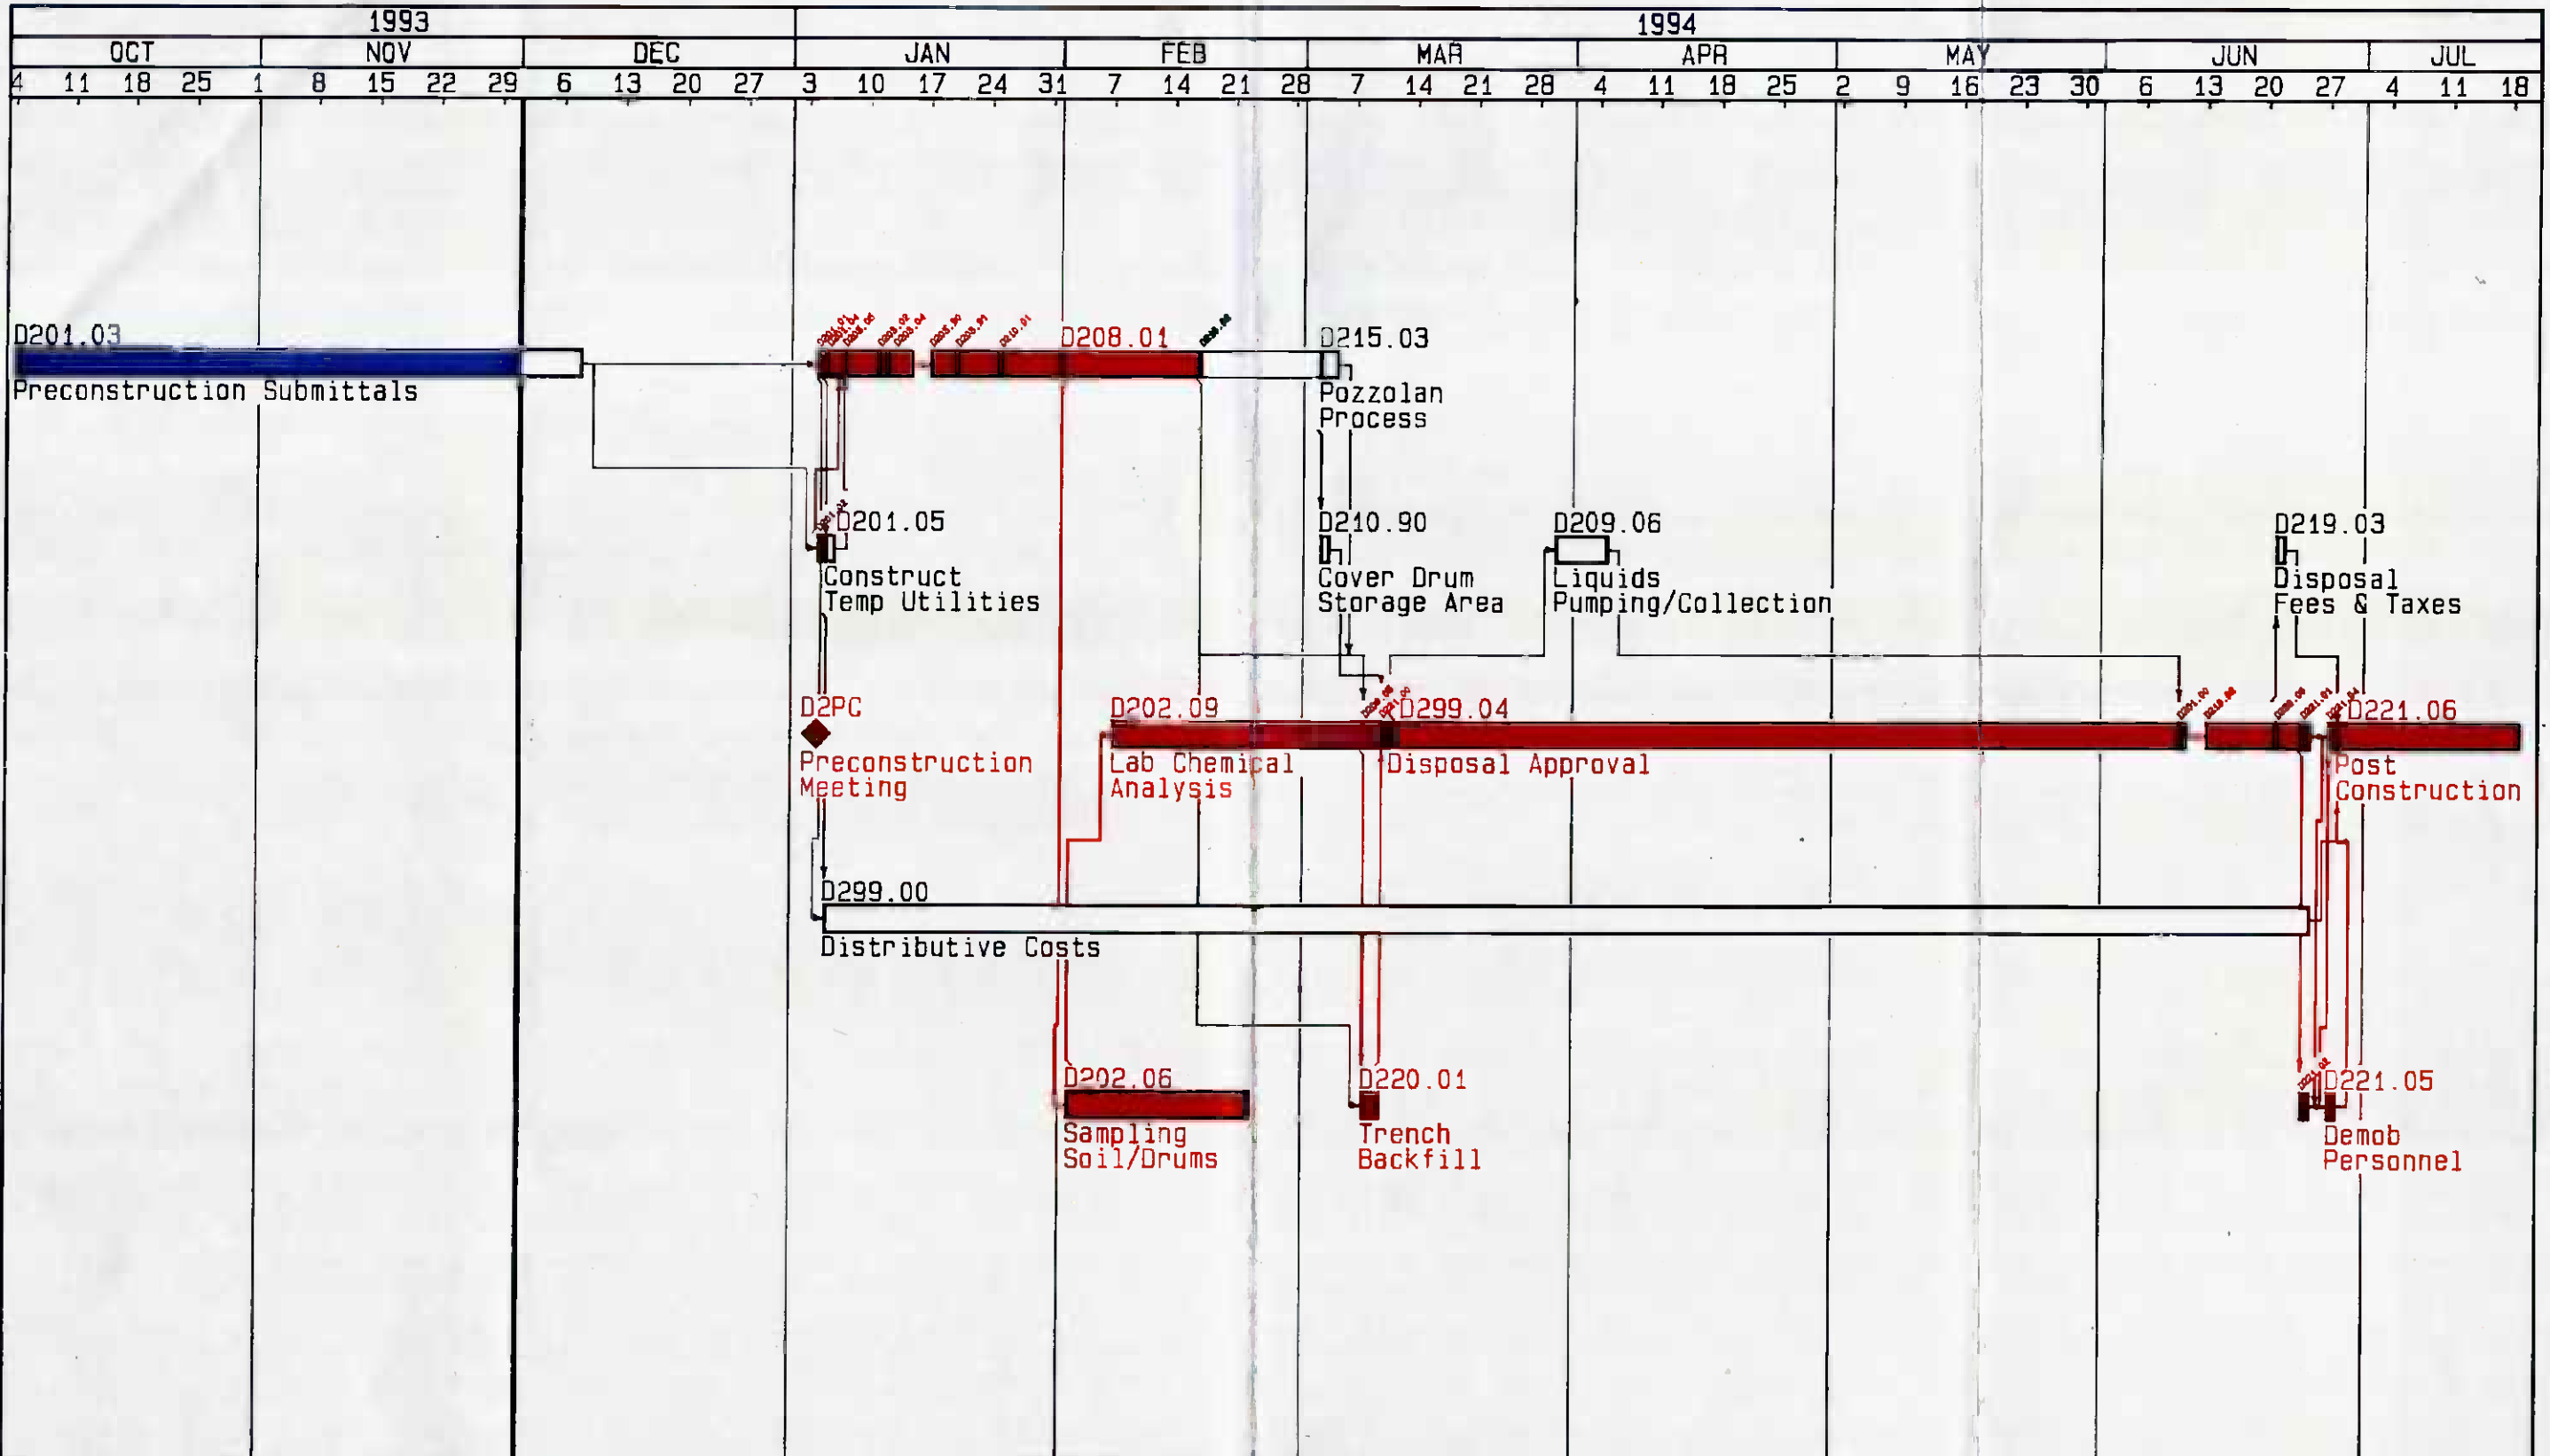 1993 1994
OCT NOV DEC JAN FEB MAR APR MAY JUN JUL
4 11 18 25 1 8 15 22 29 6 13 20 27 3 10 17 24 31 7 14 21 28 7 14 21 28 4 11 18 25 2 9 16 23 30 6 13 20 27 4 11 18
D201.03 D208.01 D215.03
Preconstruction Submittals Pozzolan
Process
D201.05 D210.90 D209.06 D219.03
Construct Cover Drum Liquids Disposal
Temp Utilities Storage Area Pumping/Collection Fees & Taxes
D2PC D202.09 D299.04 D221.06
Preconstruction Lab Chemical Disposal Approval Post
Meeting Analysis Construction
D299.00
Distributive Costs
D202.06 D220.01 D221.05
Sampling Trench Demob
Soil/Drums Backfill Personnel